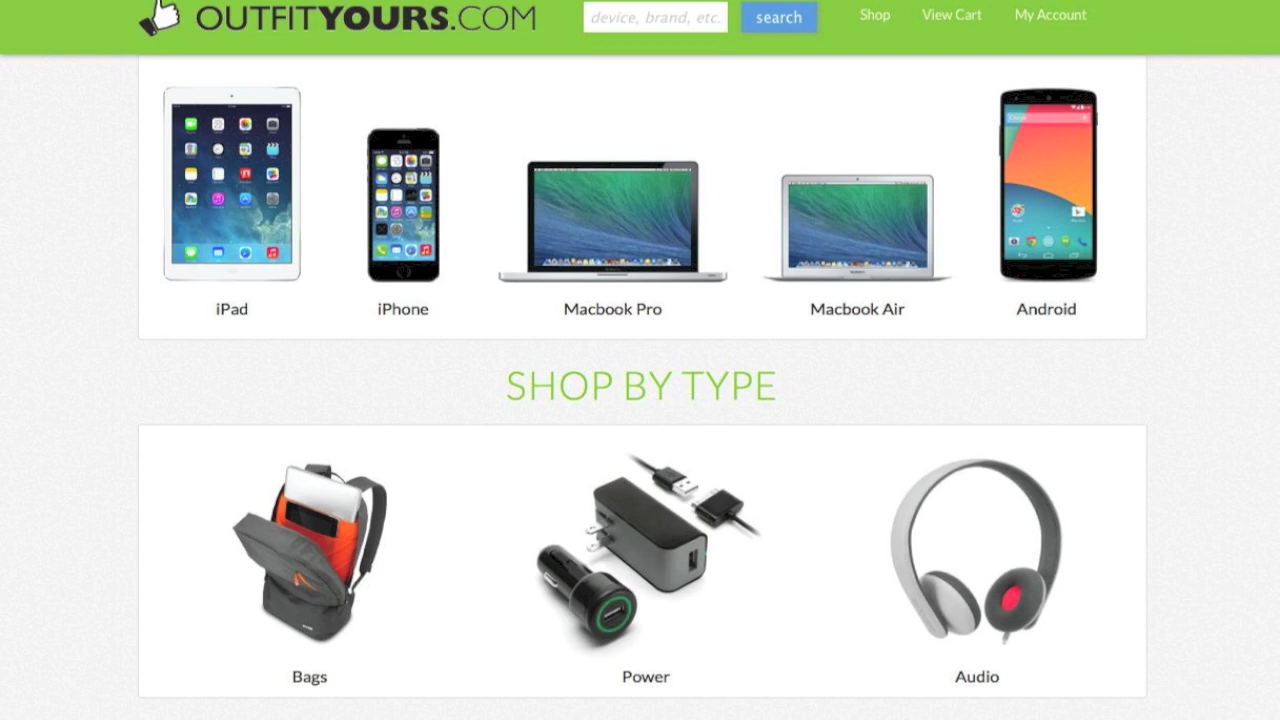 OUTFITYOURS.COM
device, brand, etc.
search
Shop
View Cart
My Account
iPad
iPhone
Macbook Pro
Macbook Air
Android
SHOP BY TYPE
Bags
Power
Audio